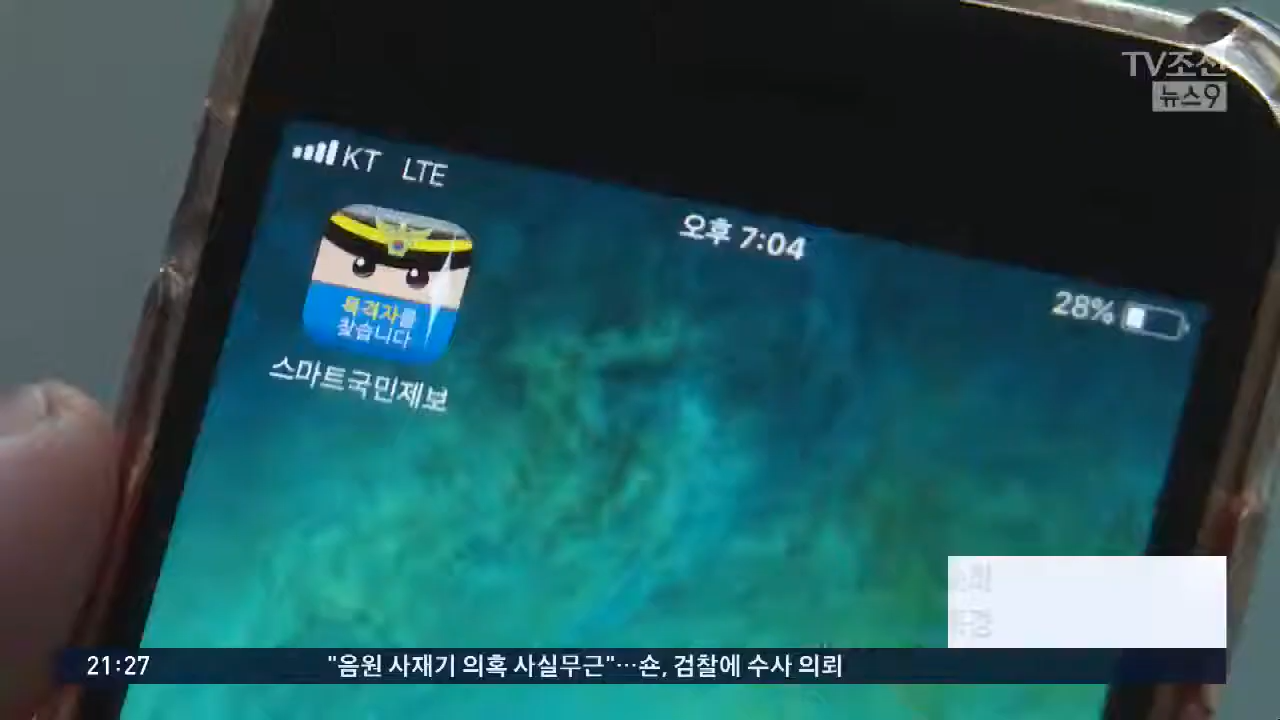 TV조선
뉴스9
KT LTE
오후 7:04
28%
목격자를
찾습니다
스마트국민제보
21:27 "음원 사재기 의혹 사실무근"…숀, 검찰에 수사 의뢰